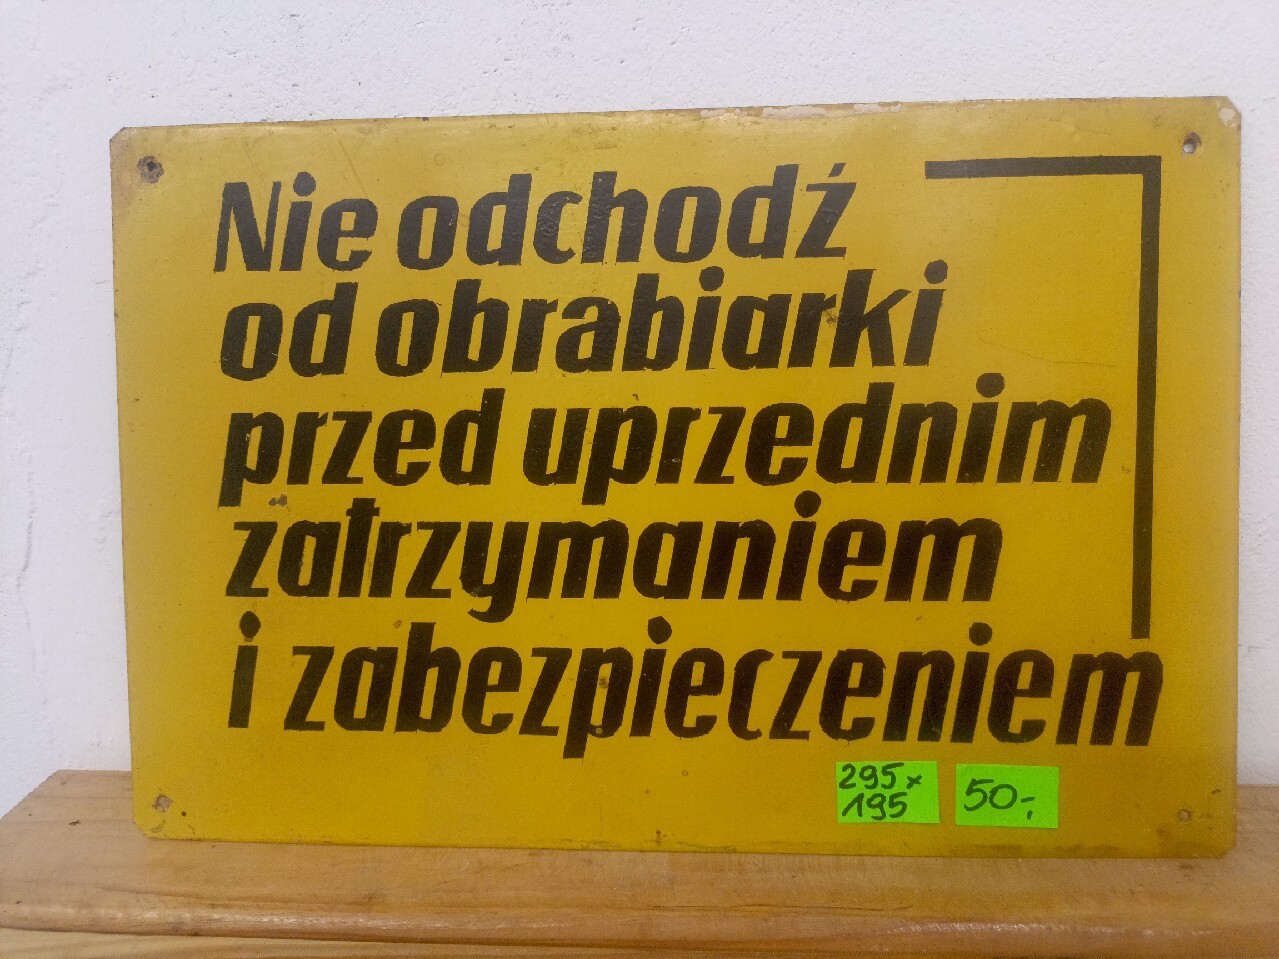 Nie odchodź
od obrabiarki
przed uprzednim
zatrzymaniem
i zabezpieczeniem
295x
195
50,-